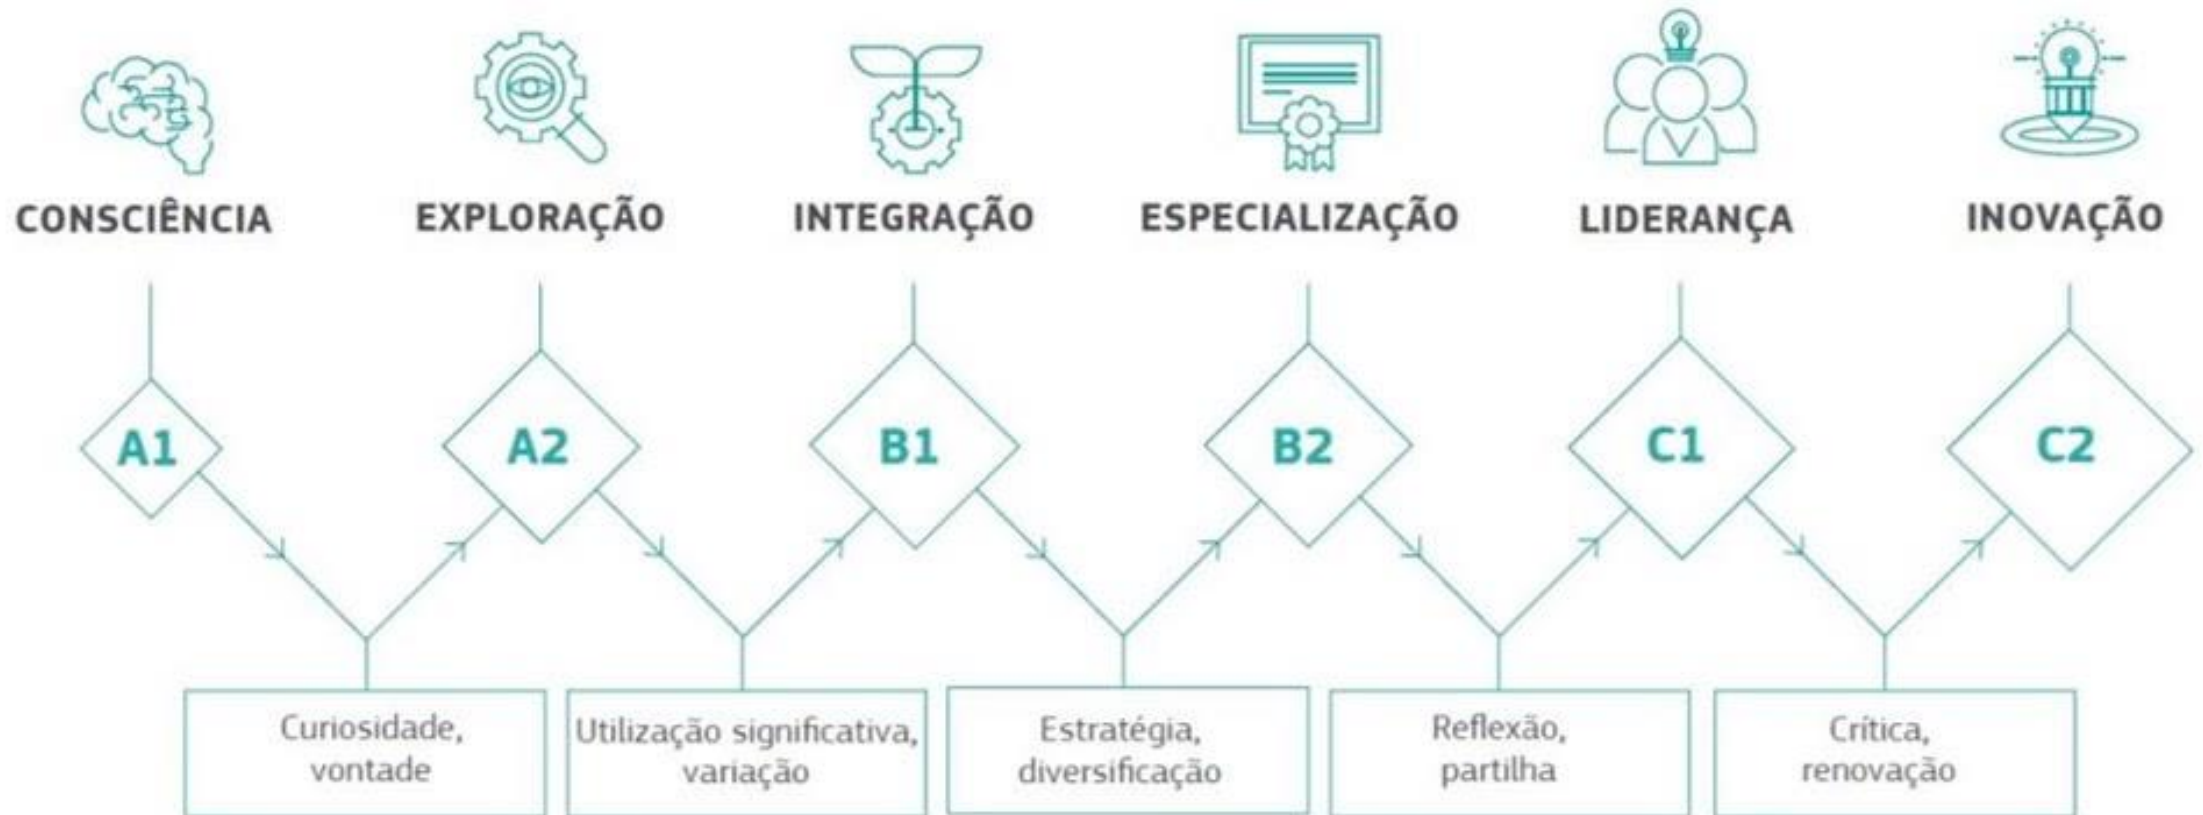 CONSCIÊNCIA
EXPLORAÇÃO
INTEGRAÇÃO
ESPECIALIZAÇÃO
LIDERANÇA
INOVAÇÃO
A1
A2
B1
B2
C1
C2
Curiosidade,
vontade
Utilização significativa,
variação
Estratégia,
diversificação
Reflexão,
partilha
Crítica,
renovação